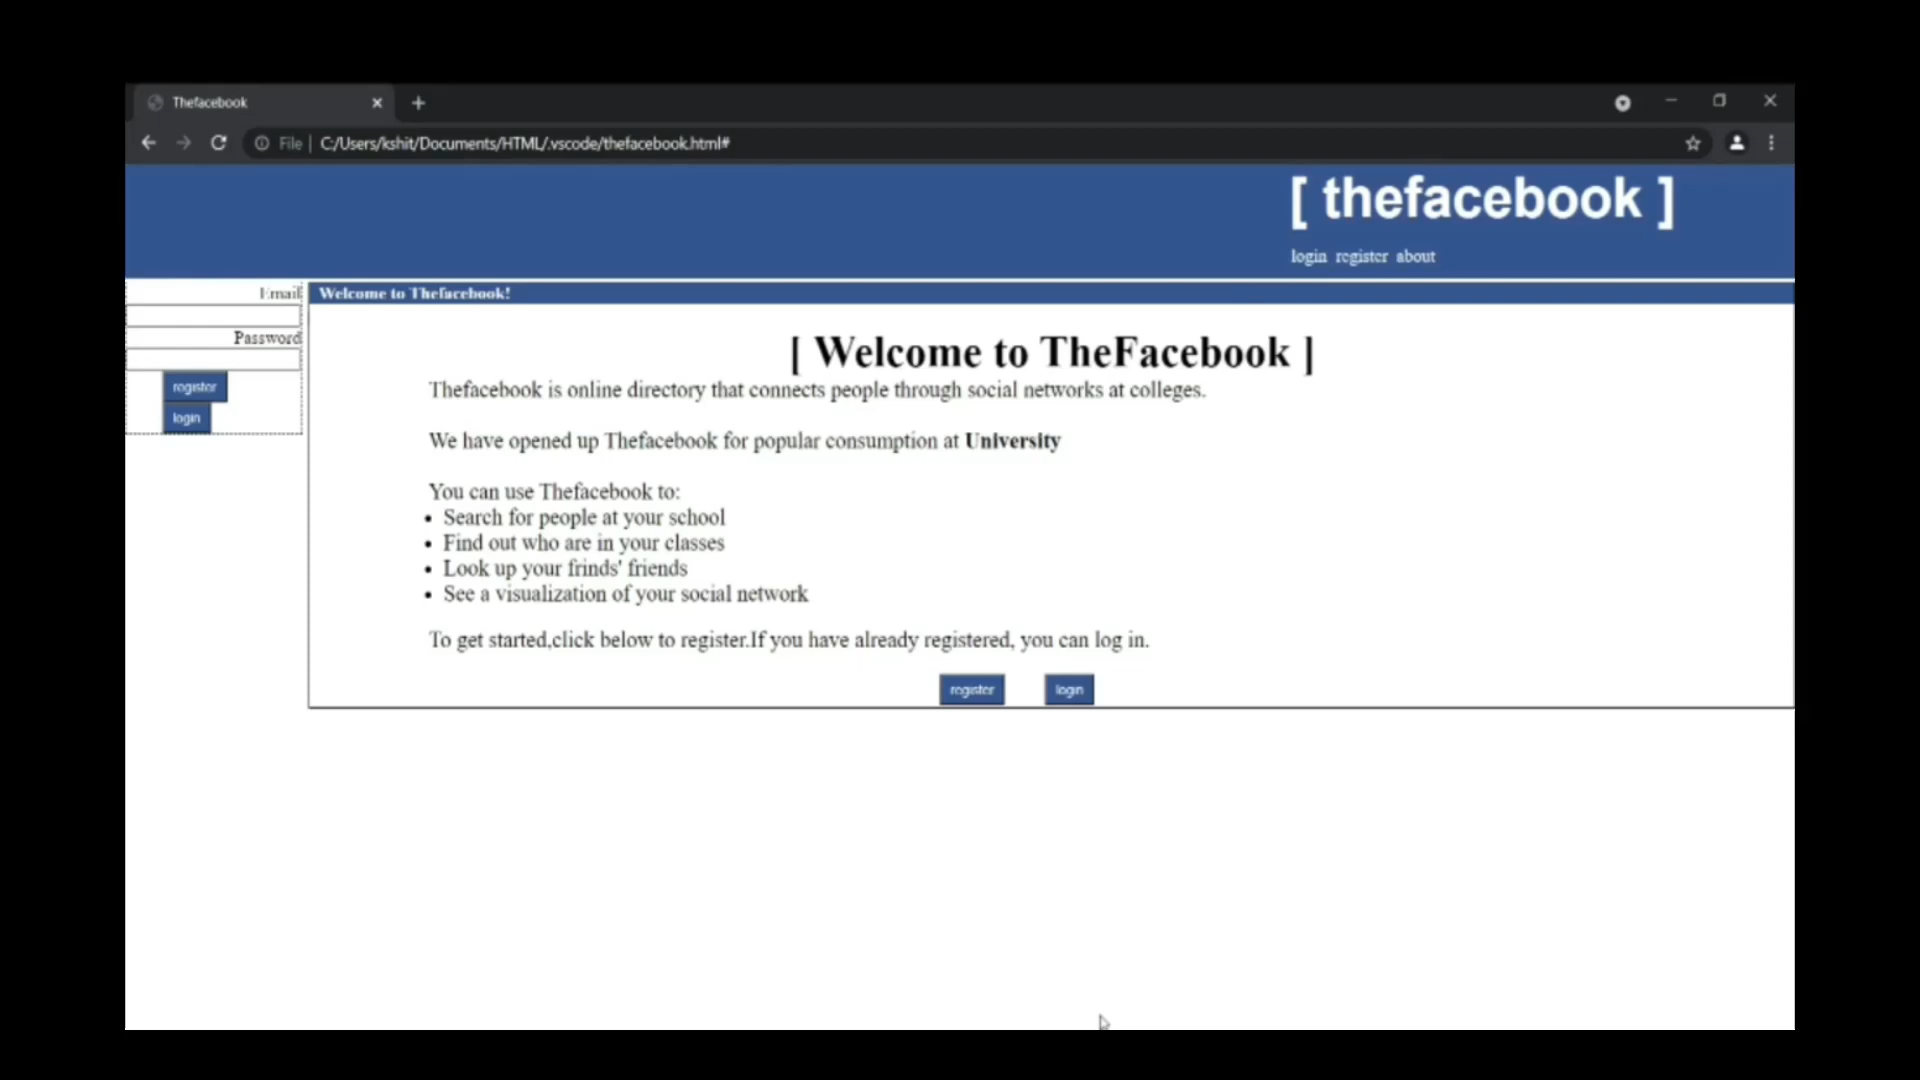 Thefacebook
File | C:/Users/kshit/Documents/HTML/.vscode/thefacebook.html#
[ thefacebook ]
login register about
Email
Password
register
login
Welcome to Thefacebook!
[ Welcome to TheFacebook ]
Thefacebook is online directory that connects people through social networks at colleges.
We have opened up Thefacebook for popular consumption at University
You can use Thefacebook to:
• Search for people at your school
• Find out who are in your classes
• Look up your frinds' friends
• See a visualization of your social network
To get started,click below to register.If you have already registered, you can log in.
register login